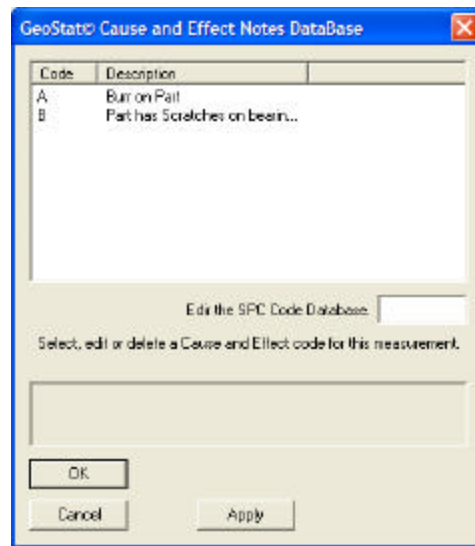 GeoStat© Cause and Effect Notes DataBase
Code Description
A Burr on Part
B Part has Scratches on bearin...
Edit the SPC Code Database.
Select, edit or delete a Cause and Effect code for this measurement.
OK
Cancel Apply